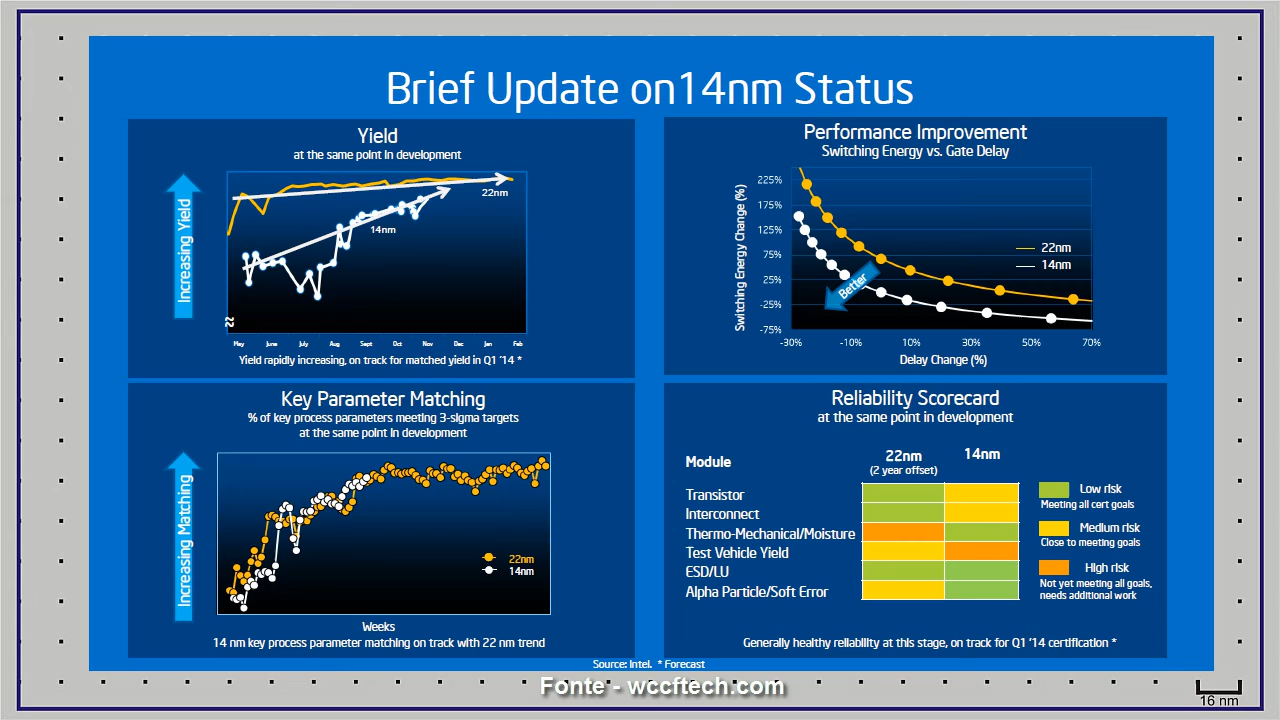 Brief Update on14nm Status
Yield
at the same point in development
Increasing Yield
22nm
14nm
May June July Aug Sept Oct Nov Dec Jan Feb
Yield rapidly increasing, on track for matched yield in Q1 '14 *
Performance Improvement
Switching Energy vs. Gate Delay
Switching Energy Change (%)
225%
175%
125%
75%
25%
-25%
-75%
22nm
14nm
Better
-30% -10% 10% 30% 50% 70%
Delay Change (%)
Key Parameter Matching
% of key process parameters meeting 3-sigma targets
at the same point in development
Increasing Matching
22nm
14nm
Weeks
14 nm key process parameter matching on track with 22 nm trend
Reliability Scorecard
at the same point in development
Module 22nm 14nm
(2 year offset)
Transistor
Interconnect
Thermo-Mechanical/Moisture
Test Vehicle Yield
ESD/LU
Alpha Particle/Soft Error
Low risk
Meeting all cert goals
Medium risk
Close to meeting goals
High risk
Not yet meeting all goals,
needs additional work
Generally healthy reliability at this stage, on track for Q1 '14 certification *
Source: Intel. * Forecast
Fonte - wccftech.com
16 nm